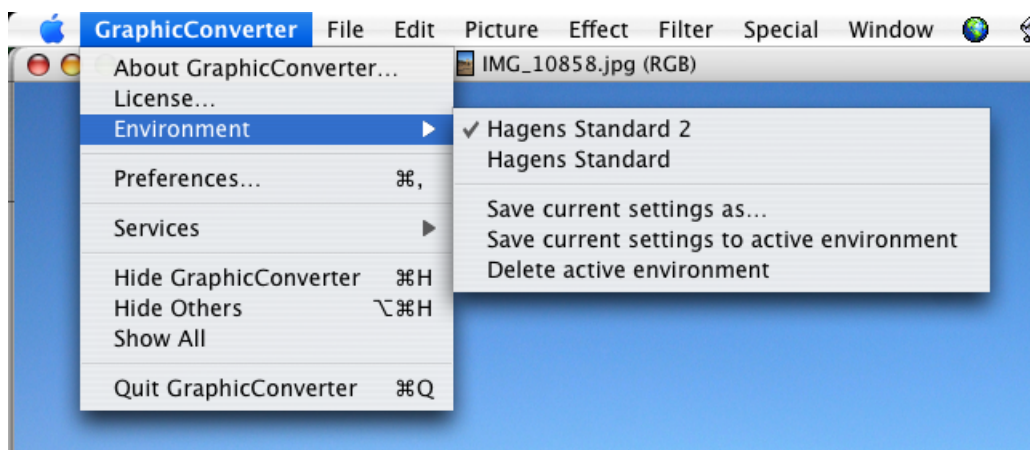 GraphicConverter File Edit Picture Effect Filter Special Window
IMG_10858.jpg (RGB)
About GraphicConverter...
License...
Environment
Preferences... ⌘,
Services
Hide GraphicConverter ⌘H
Hide Others ⌥⌘H
Show All
Quit GraphicConverter ⌘Q
✓ Hagens Standard 2
Hagens Standard
Save current settings as...
Save current settings to active environment
Delete active environment